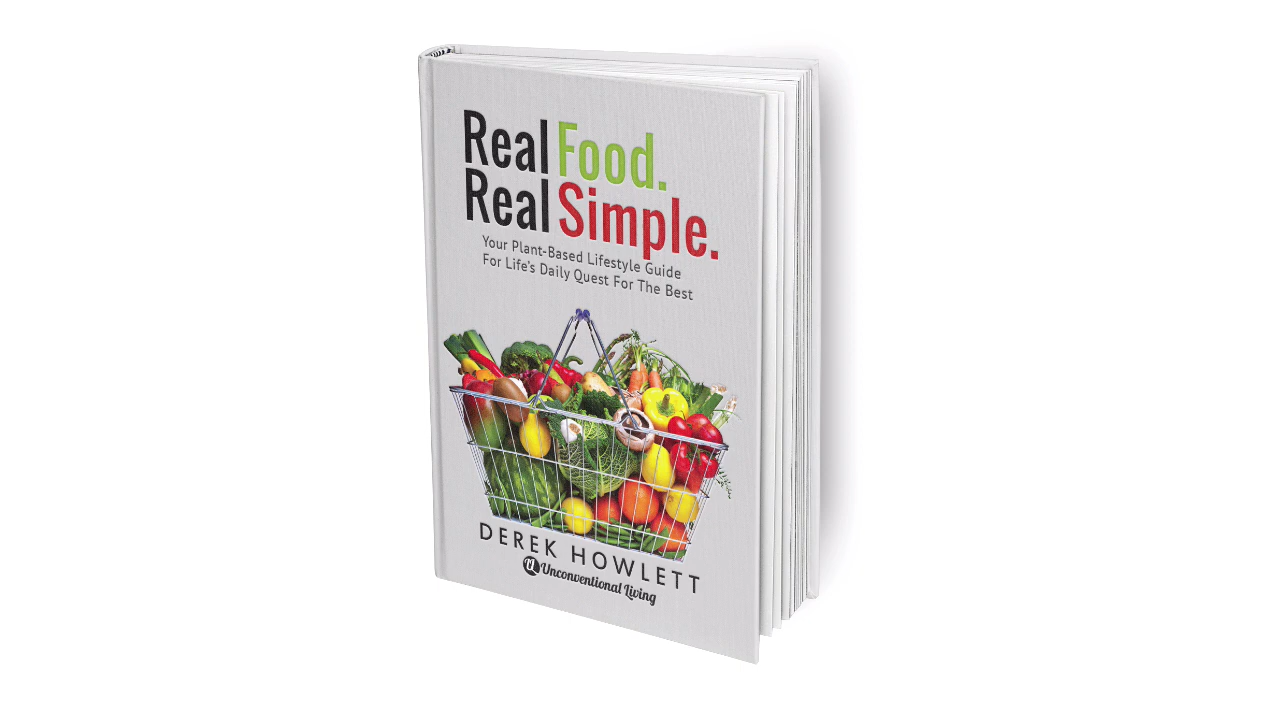 Real Food.
Real Simple.
Your Plant-Based Lifestyle Guide
For Life's Daily Quest For The Best
DEREK HOWLETT
UL Unconventional Living